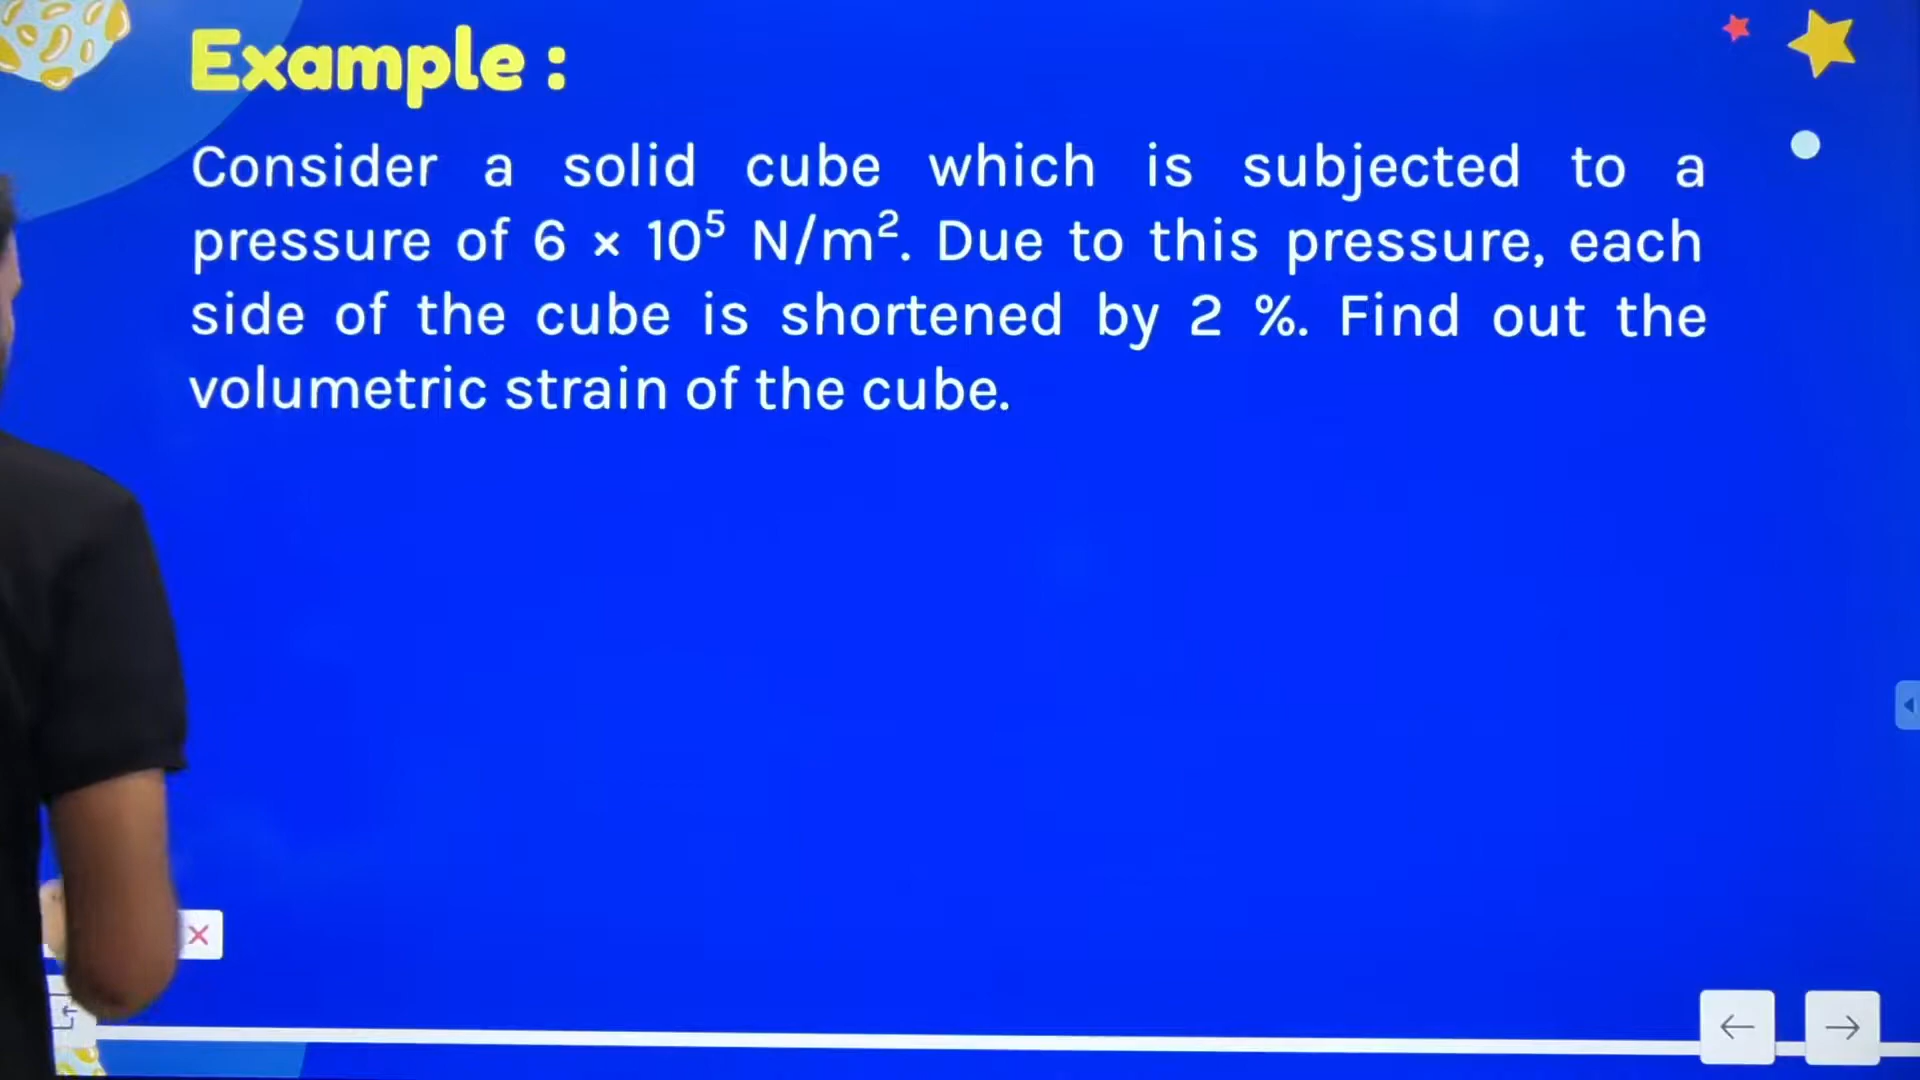 Example :
Consider a solid cube which is subjected to a
pressure of 6 × 10⁵ N/m². Due to this pressure, each
side of the cube is shortened by 2 %. Find out the
volumetric strain of the cube.